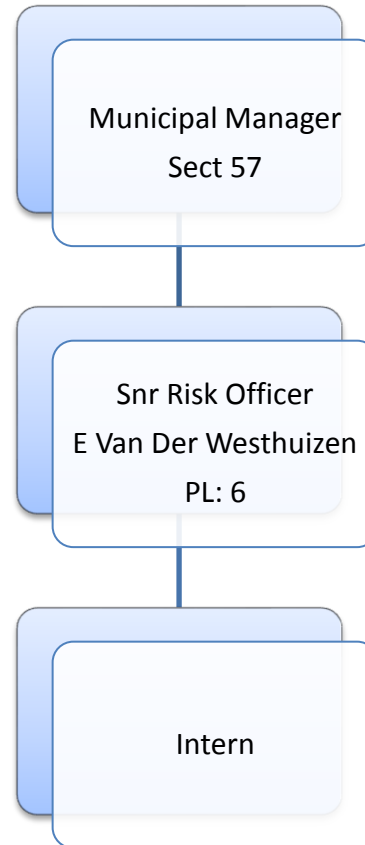 Municipal Manager
Sect 57
Snr Risk Officer
E Van Der Westhuizen
PL: 6
Intern